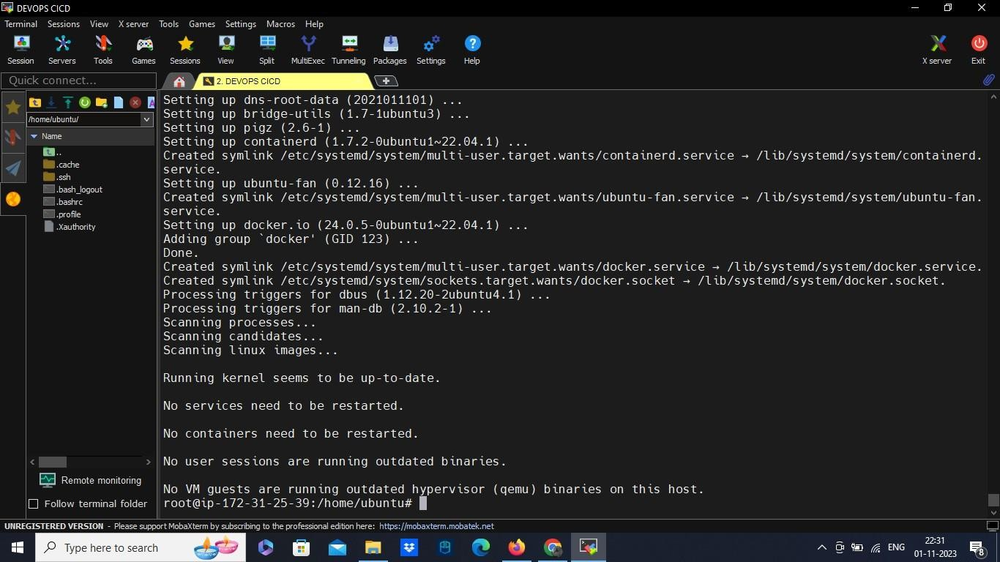 DEVOPS CICD
Terminal Sessions View X server Tools Games Settings Macros Help
Session Servers Tools Games Sessions View Split MultiExec Tunneling Packages Settings Help X server Exit
Quick connect...
2. DEVOPS CICD
/home/ubuntu/
Name
..
.cache
.ssh
.bash_logout
.bashrc
.profile
.Xauthority
Remote monitoring
Follow terminal folder
Setting up dns-root-data (2021011101) ...
Setting up bridge-utils (1.7-1ubuntu3) ...
Setting up pigz (2.6-1) ...
Setting up containerd (1.7.2-0ubuntu1~22.04.1) ...
Created symlink /etc/systemd/system/multi-user.target.wants/containerd.service → /lib/systemd/system/containerd.
service.
Setting up ubuntu-fan (0.12.16) ...
Created symlink /etc/systemd/system/multi-user.target.wants/ubuntu-fan.service → /lib/systemd/system/ubuntu-fan.
service.
Setting up docker.io (24.0.5-0ubuntu1~22.04.1) ...
Adding group `docker' (GID 123) ...
Done.
Created symlink /etc/systemd/system/multi-user.target.wants/docker.service → /lib/systemd/system/docker.service.
Created symlink /etc/systemd/system/sockets.target.wants/docker.socket → /lib/systemd/system/docker.socket.
Processing triggers for dbus (1.12.20-2ubuntu4.1) ...
Processing triggers for man-db (2.10.2-1) ...
Scanning processes...
Scanning candidates...
Scanning linux images...
Running kernel seems to be up-to-date.
No services need to be restarted.
No containers need to be restarted.
No user sessions are running outdated binaries.
No VM guests are running outdated hypervisor (qemu) binaries on this host.
root@ip-172-31-25-39:/home/ubuntu#
UNREGISTERED VERSION - Please support MobaXterm by subscribing to the professional edition here: https://mobaxterm.mobatek.net
Type here to search
ENG
22:31
01-11-2023
8